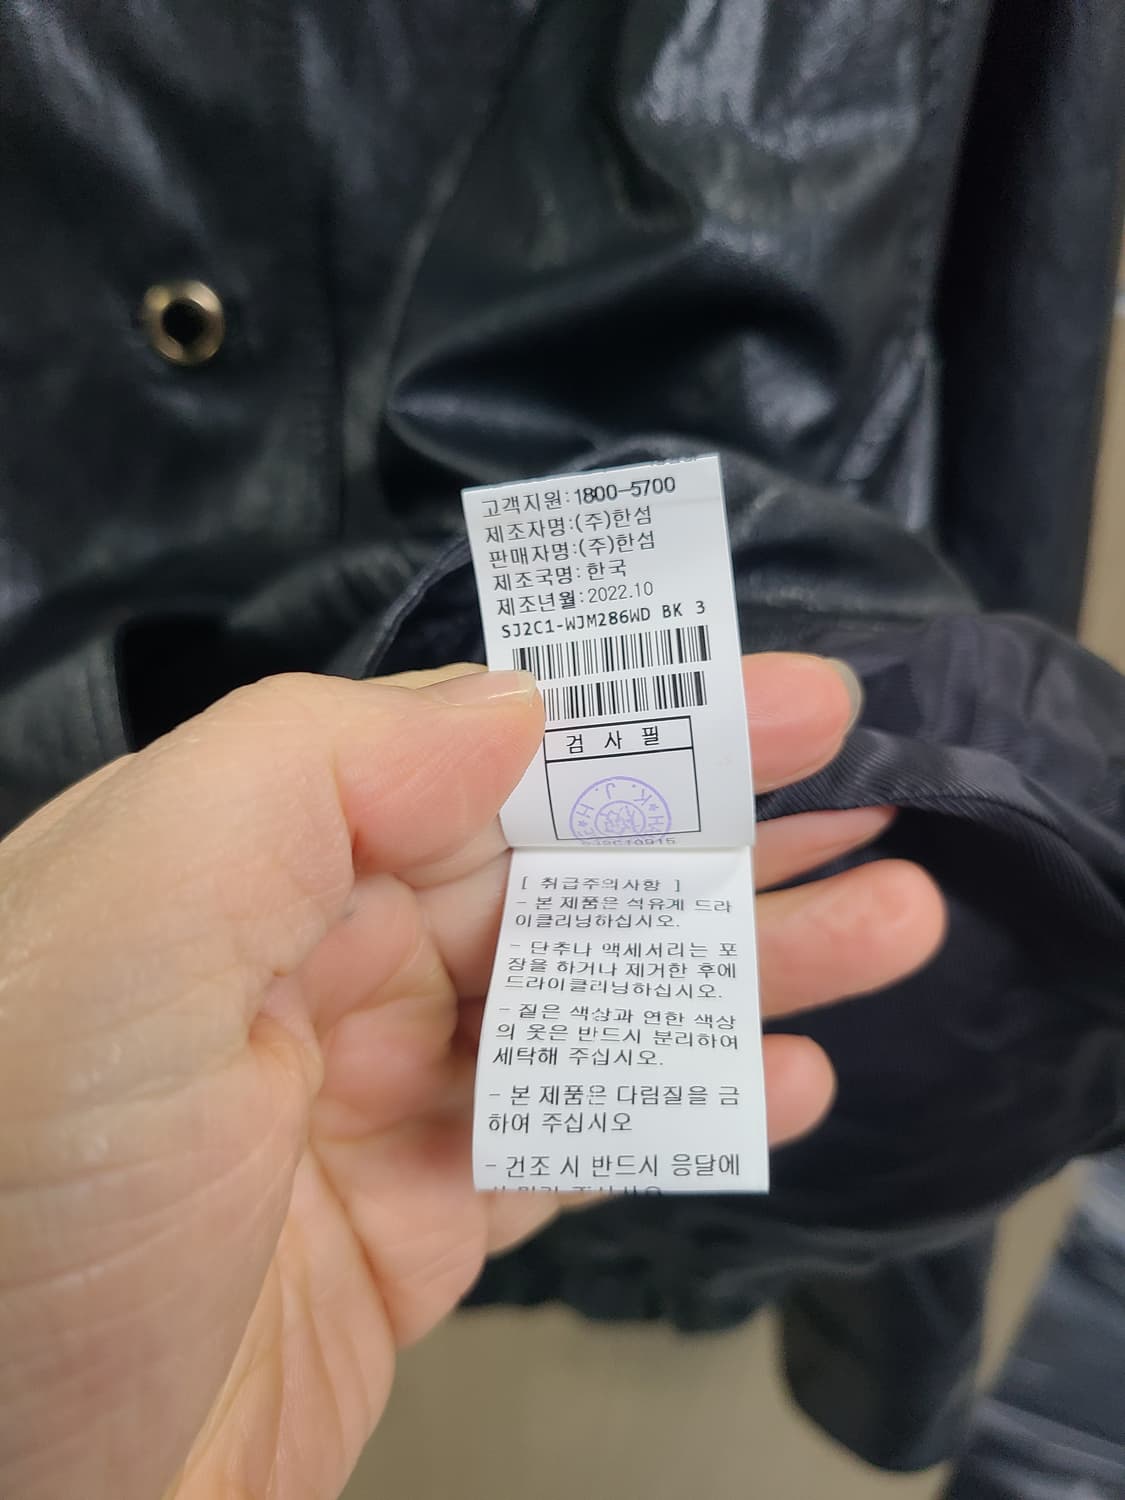 고객지원:1800-5700
제조자명:(주)한섬
판매자명:(주)한섬
제조국명:한국
제조년월:2022.10
SJ2C1-WJM286WD BK 3
검 사 필
H★ J. K★H
[ 취급주의사항 ]
- 본 제품은 석유계 드라
이클리닝하십시오.
- 단추나 액세서리는 포
장을 하거나 제거한 후에
드라이클리닝하십시오.
- 짙은 색상과 연한 색상
의 옷은 반드시 분리하여
세탁해 주십시오.
- 본 제품은 다림질을 금
하여 주십시오
- 건조 시 반드시 응달에